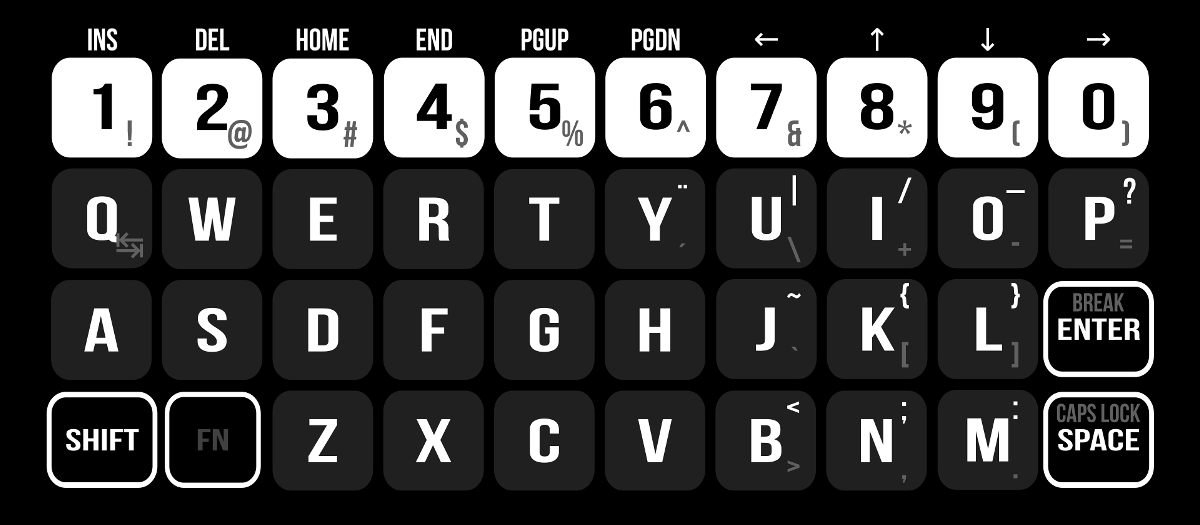 INS DEL HOME END PGUP PGDN ← ↑ ↓ →
1 ! 2 @ 3 # 4 $ 5 % 6 ^ 7 & 8 * 9 ( 0 )
Q ↹ W E R T Y ¨ ´ U | \ I / + O _ - P ? =
A S D F G H J ~ ` K { [ L } ] BREAK
ENTER
SHIFT FN Z X C V B < > N ; , M : . CAPS LOCK
SPACE